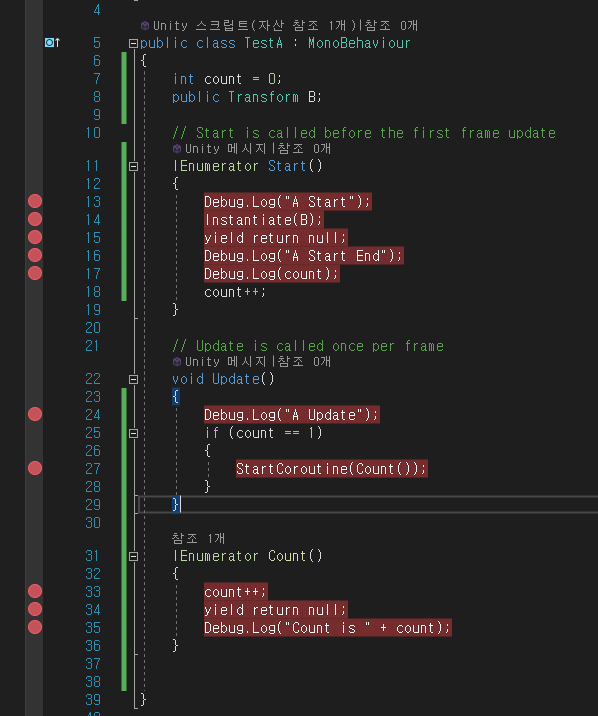 4
Unity 스크립트(자산 참조 1개)|참조 0개
5 public class TestA : MonoBehaviour
6 {
7 int count = 0;
8 public Transform B;
9
10 // Start is called before the first frame update
Unity 메시지|참조 0개
11 IEnumerator Start()
12 {
13 Debug.Log("A Start");
14 Instantiate(B);
15 yield return null;
16 Debug.Log("A Start End");
17 Debug.Log(count);
18 count++;
19 }
20
21 // Update is called once per frame
Unity 메시지|참조 0개
22 void Update()
23 {
24 Debug.Log("A Update");
25 if (count == 1)
26 {
27 StartCoroutine(Count());
28 }
29 }
30
참조 1개
31 IEnumerator Count()
32 {
33 count++;
34 yield return null;
35 Debug.Log("Count is " + count);
36 }
37
38
39 }